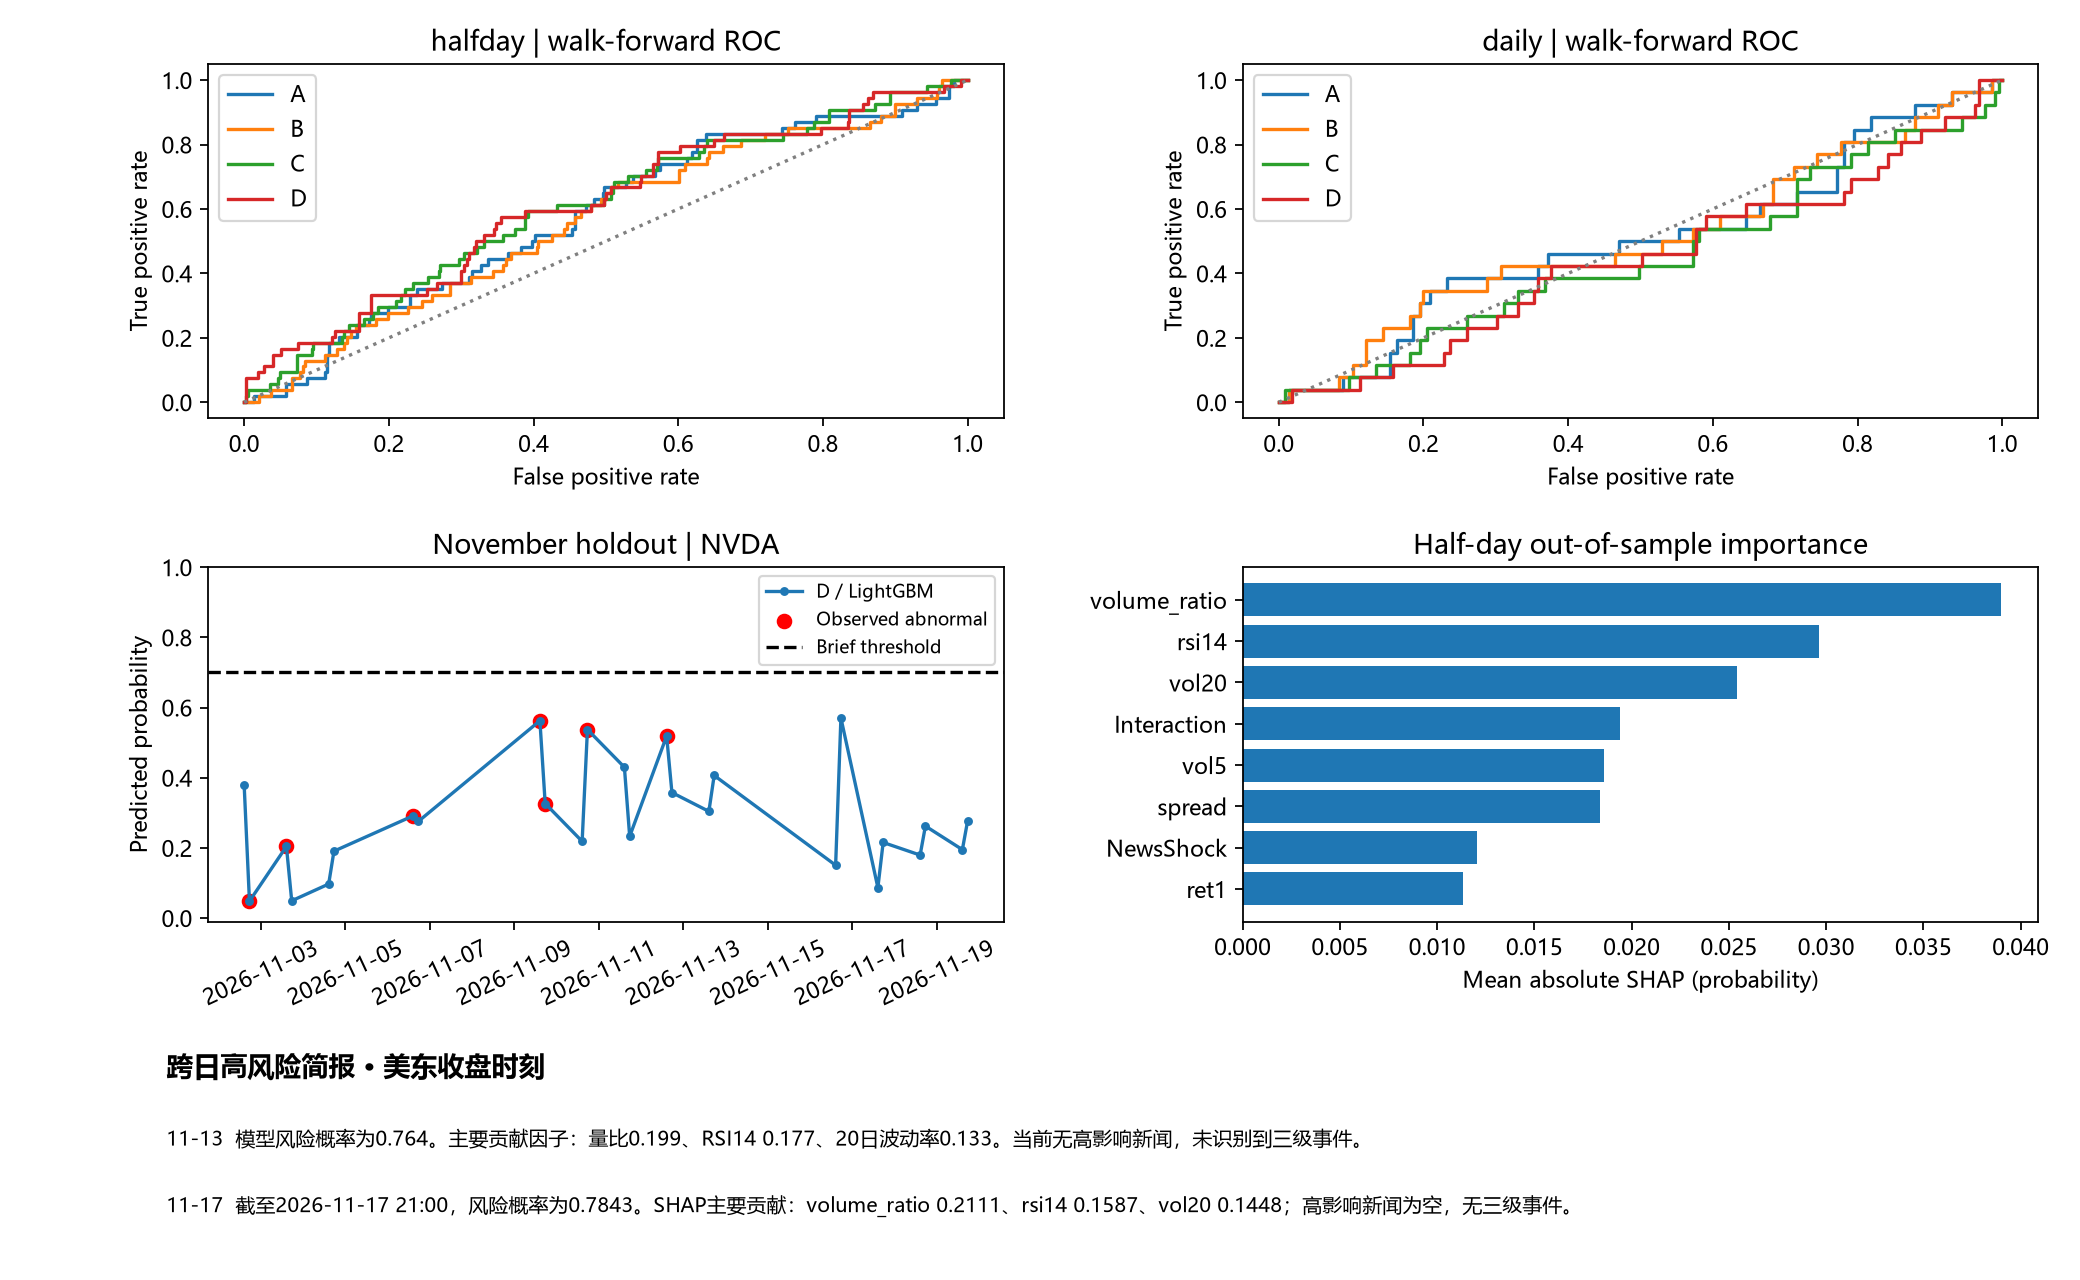 halfday | walk-forward ROC
1.0
0.8
0.6
0.4
0.2
0.0
True positive rate
A
B
C
D
0.0 0.2 0.4 0.6 0.8 1.0
False positive rate
daily | walk-forward ROC
1.0
0.8
0.6
0.4
0.2
0.0
True positive rate
A
B
C
D
0.0 0.2 0.4 0.6 0.8 1.0
False positive rate
November holdout | NVDA
1.0
0.8
0.6
0.4
0.2
0.0
Predicted probability
D / LightGBM
Observed abnormal
Brief threshold
2026-11-03 2026-11-05 2026-11-07 2026-11-09 2026-11-11 2026-11-13 2026-11-15 2026-11-17 2026-11-19
Half-day out-of-sample importance
volume_ratio
rsi14
vol20
Interaction
vol5
spread
NewsShock
ret1
0.000 0.005 0.010 0.015 0.020 0.025 0.030 0.035 0.040
Mean absolute SHAP (probability)
跨日高风险简报 · 美东收盘时刻
11-13 模型风险概率为0.764。主要贡献因子：量比0.199、RSI14 0.177、20日波动率0.133。当前无高影响新闻，未识别到三级事件。
11-17 截至2026-11-17 21:00，风险概率为0.7843。SHAP主要贡献：volume_ratio 0.2111、rsi14 0.1587、vol20 0.1448；高影响新闻为空，无三级事件。